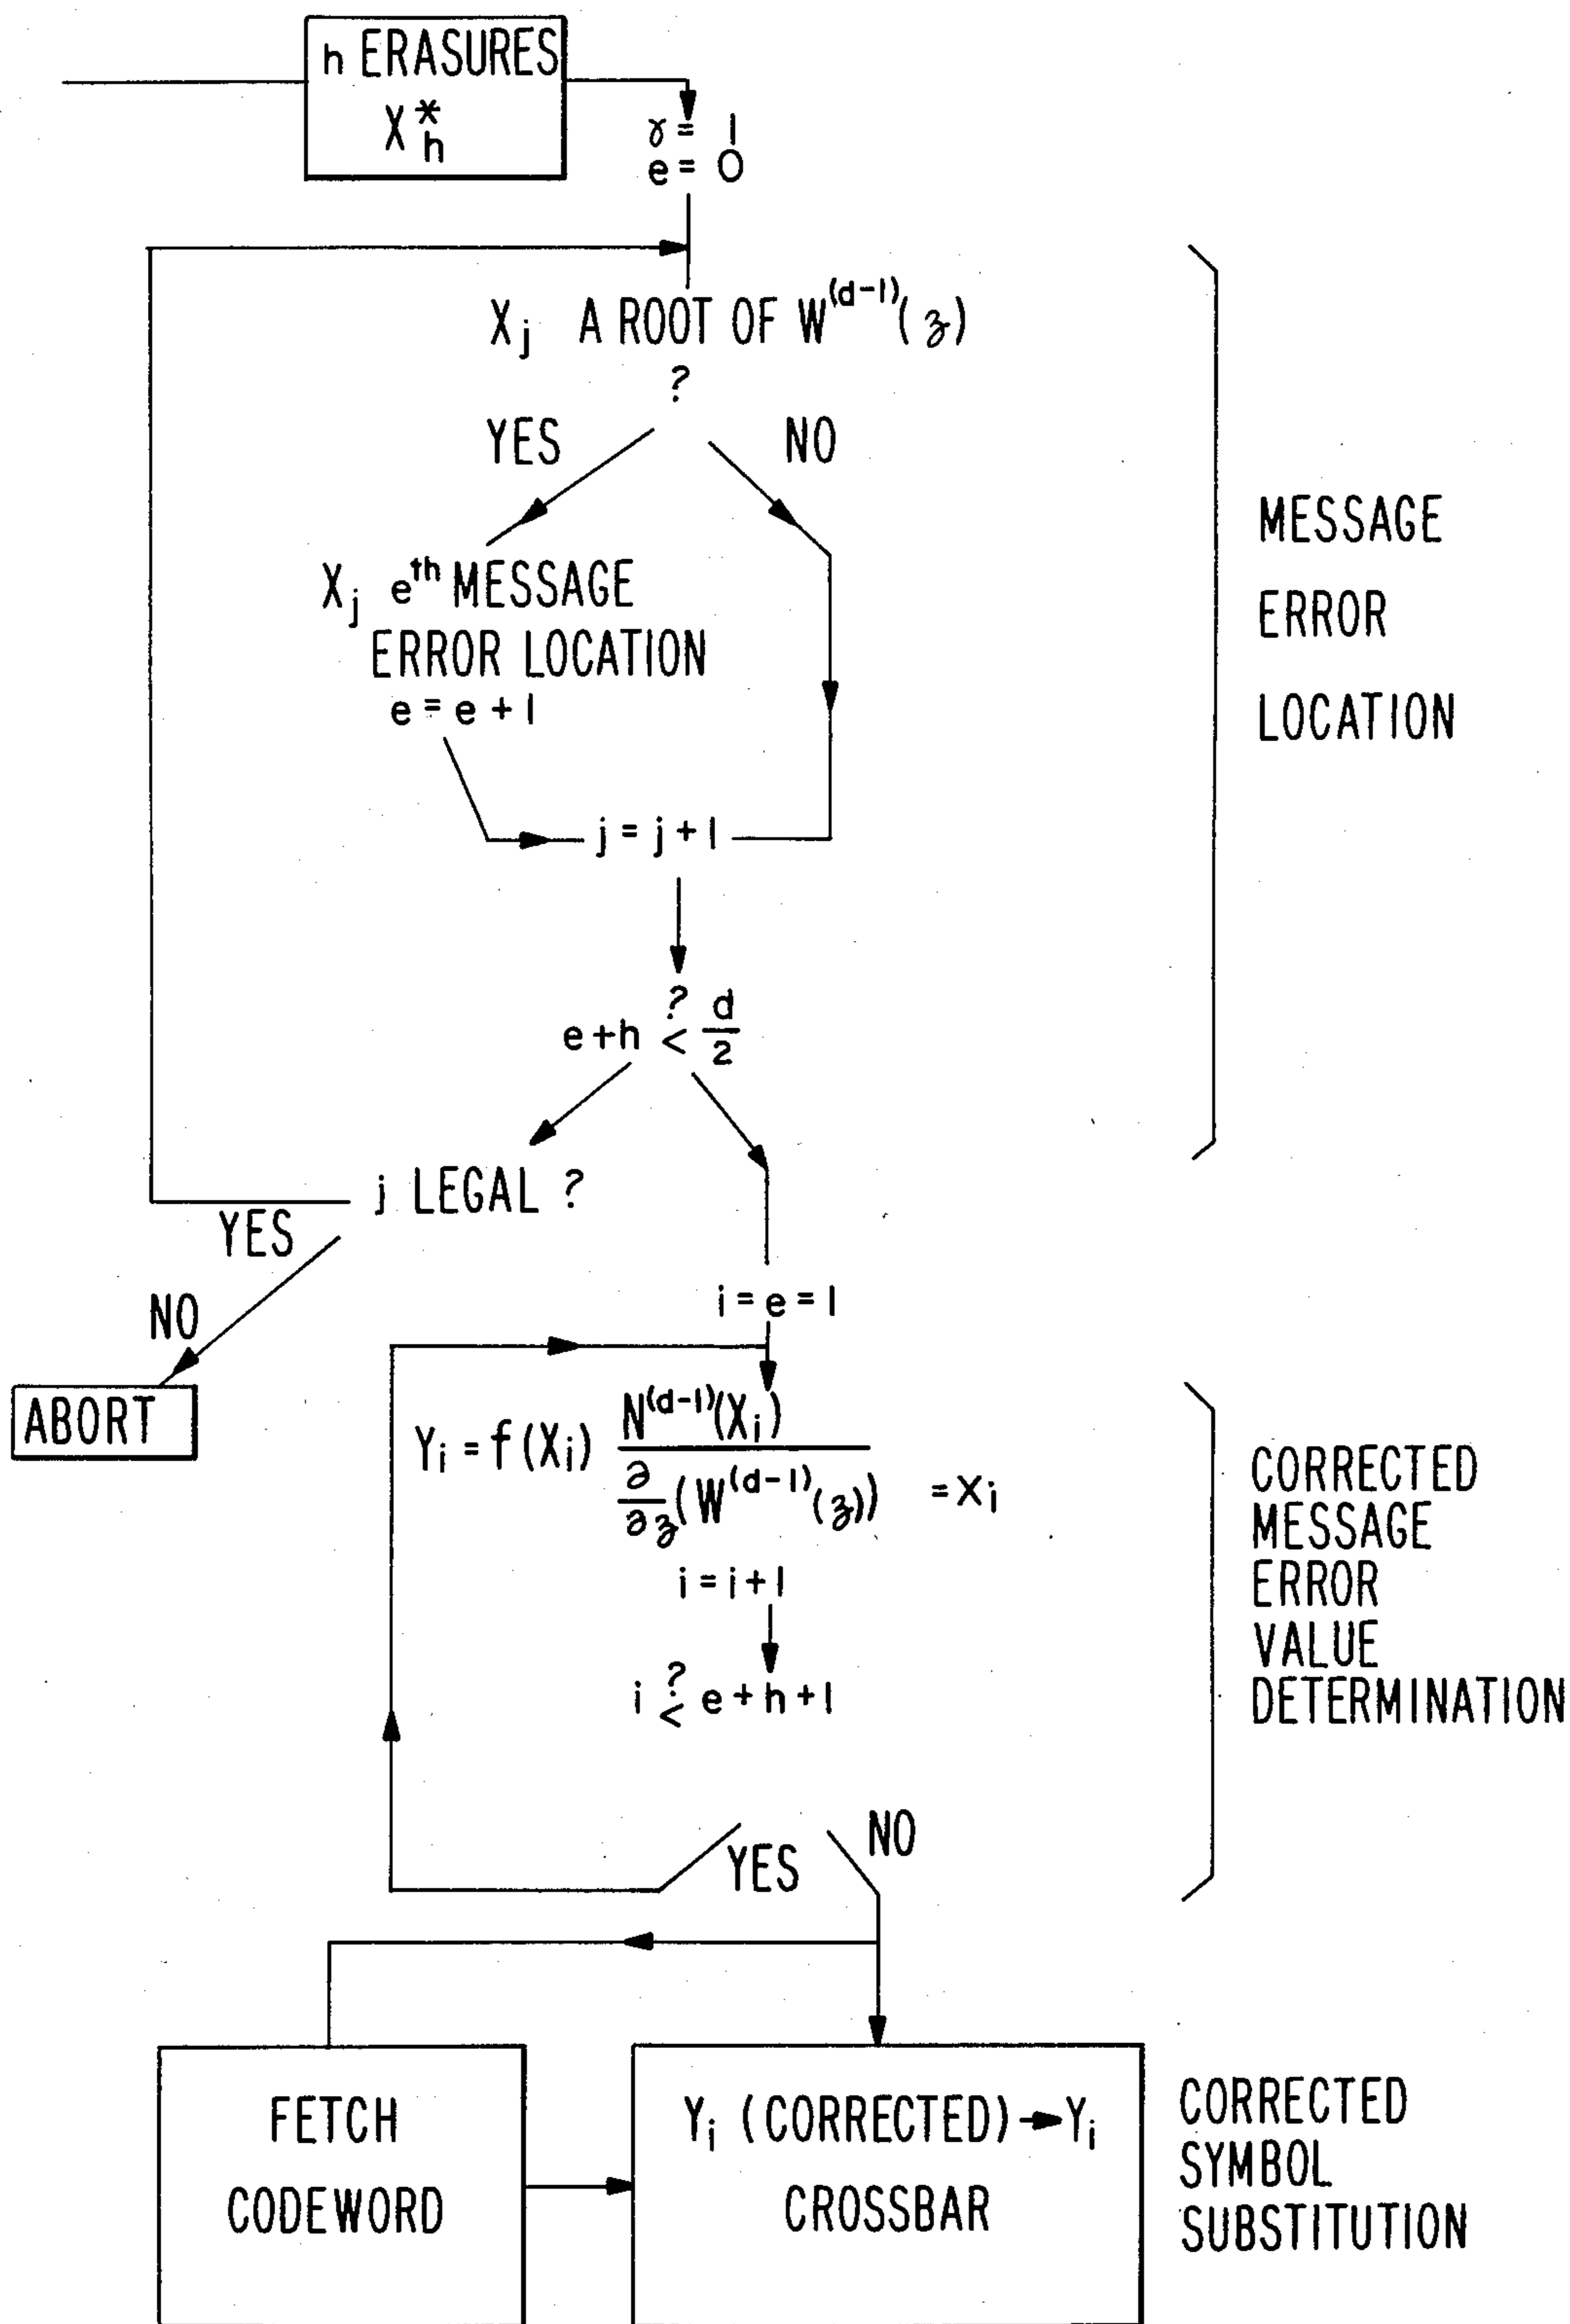 h ERASURES
X*h
γ = 1
e = 0
Xj A ROOT OF W^(d-1)(z)
?
YES NO
Xj e^th MESSAGE
ERROR LOCATION
e = e + 1
j = j + 1
MESSAGE
ERROR
LOCATION
e + h <? d/2
j LEGAL ?
YES
NO
ABORT
i = e = 1
Yi = f(Xi) N^(d-1)(Xi) / ∂/∂z (W^(d-1)(z)) = Xi
i = i + 1
i <? e + h + 1
YES NO
CORRECTED
MESSAGE
ERROR
VALUE
DETERMINATION
FETCH
CODEWORD
Yi (CORRECTED) → Yi
CROSSBAR
CORRECTED
SYMBOL
SUBSTITUTION